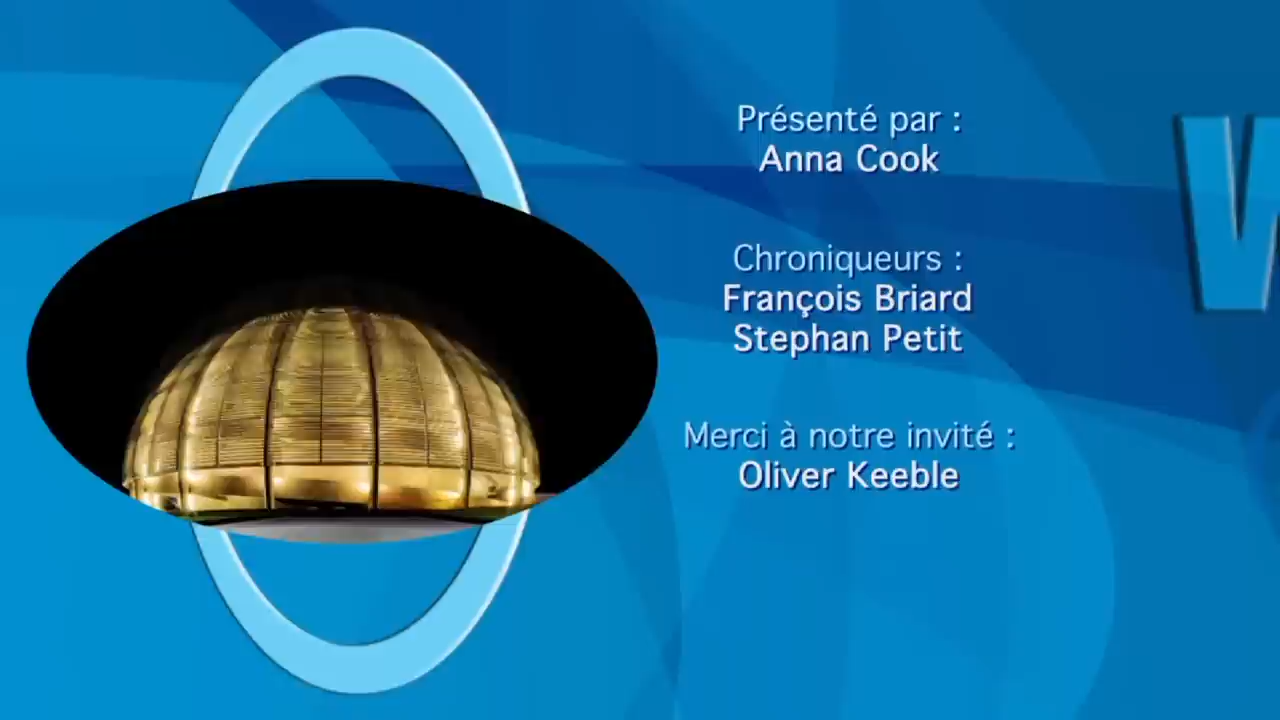 Présenté par :
Anna Cook
Chroniqueurs :
François Briard
Stephan Petit
Merci à notre invité :
Oliver Keeble